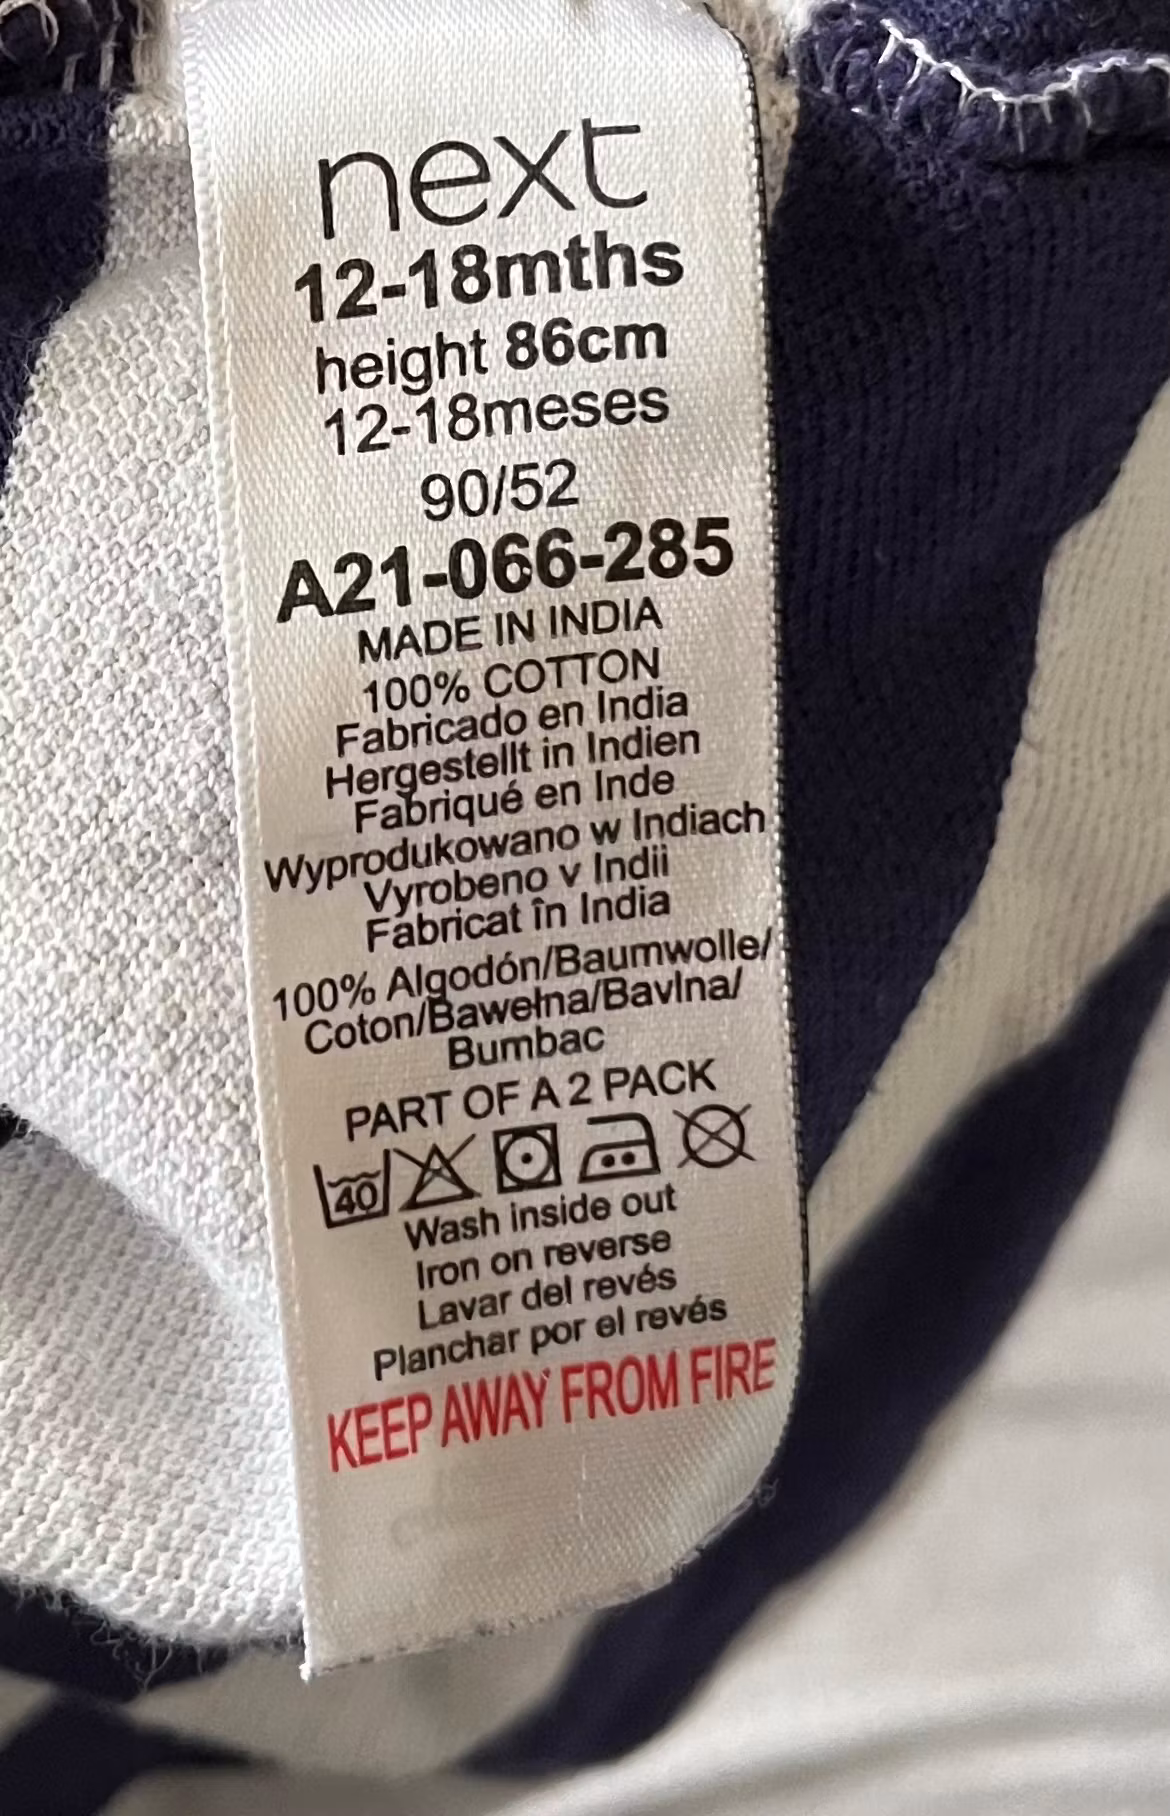 next
12-18mths
height 86cm
12-18meses
90/52
A21-066-285
MADE IN INDIA
100% COTTON
Fabricado en India
Hergestellt in Indien
Fabriqué en Inde
Wyprodukowano w Indiach
Vyrobeno v Indii
Fabricat în India
100% Algodón/Baumwolle/
Coton/Bawełna/Bavlna/
Bumbac
PART OF A 2 PACK
40
Wash inside out
Iron on reverse
Lavar del revés
Planchar por el revés
KEEP AWAY FROM FIRE